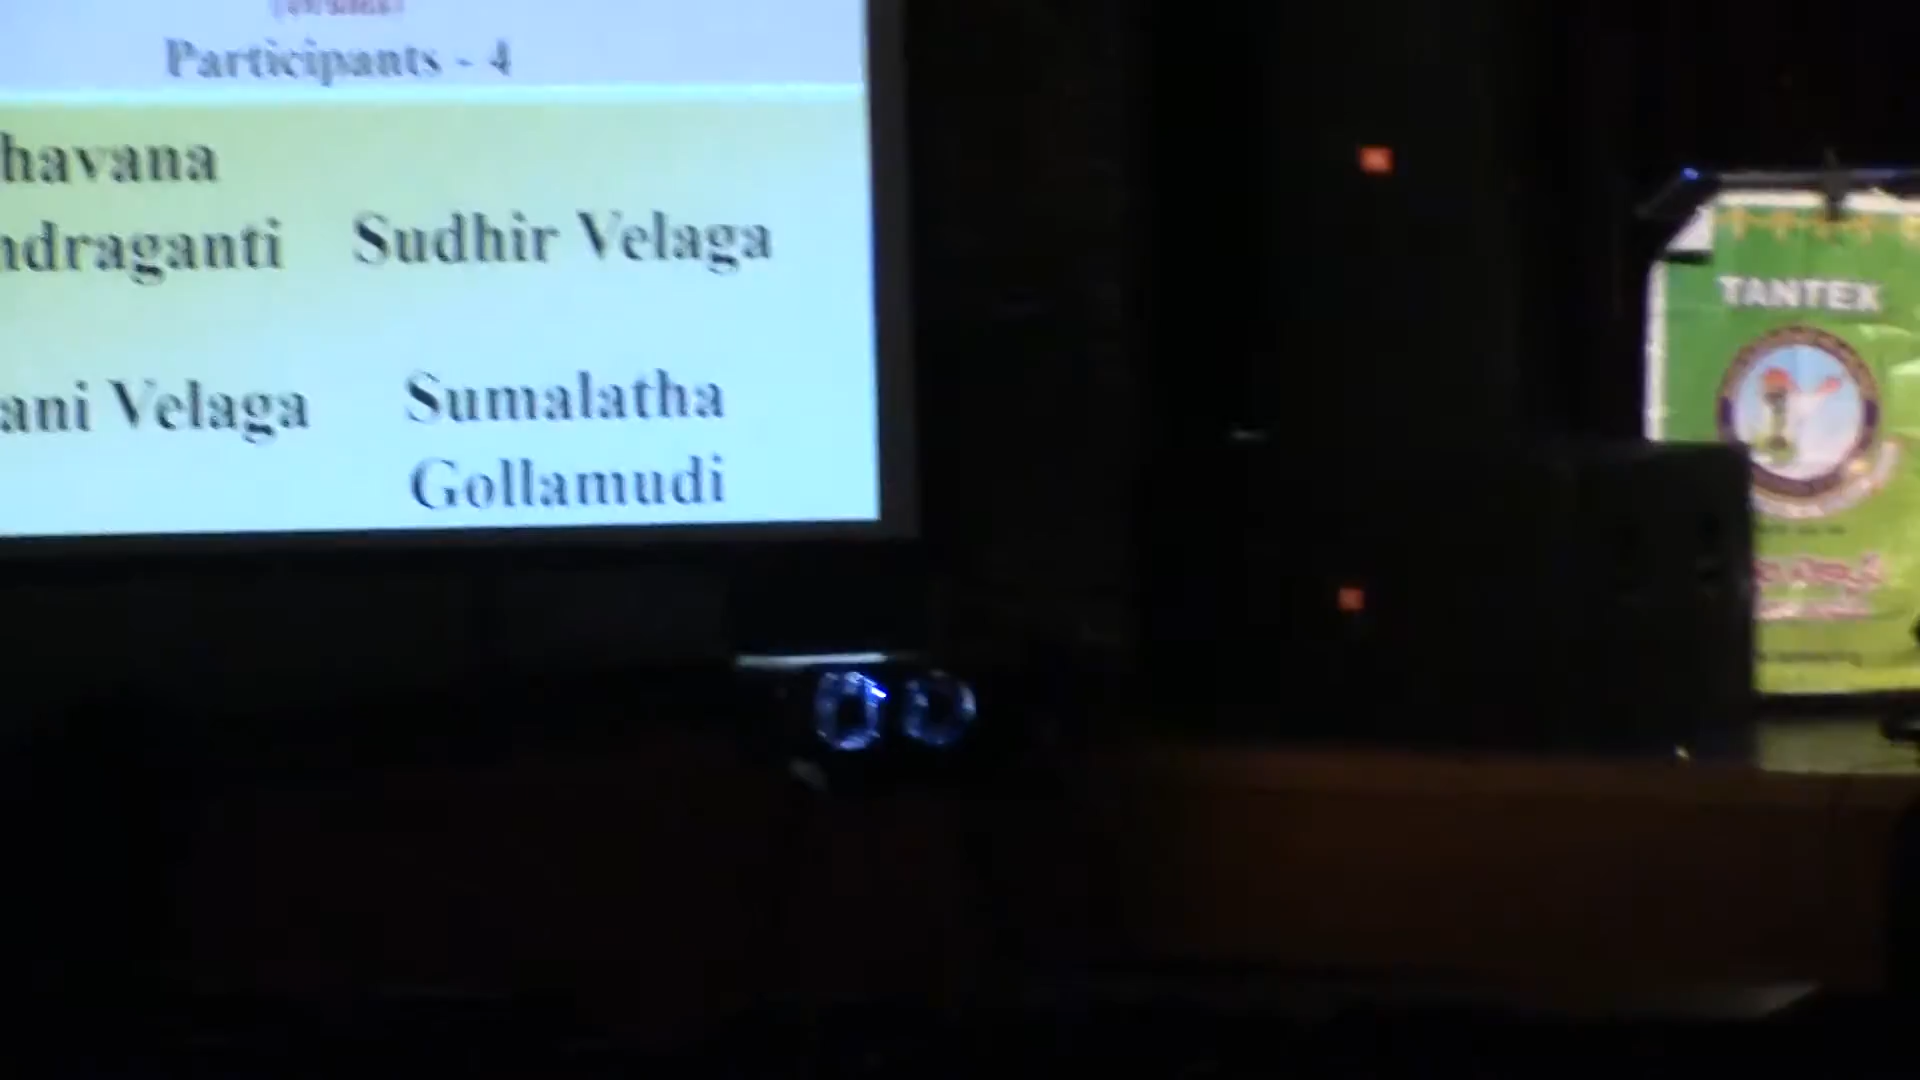 Participants - 4
havana
ndraganti
Sudhir Velaga
ani Velaga
Sumalatha
Gollamudi
TANTEX